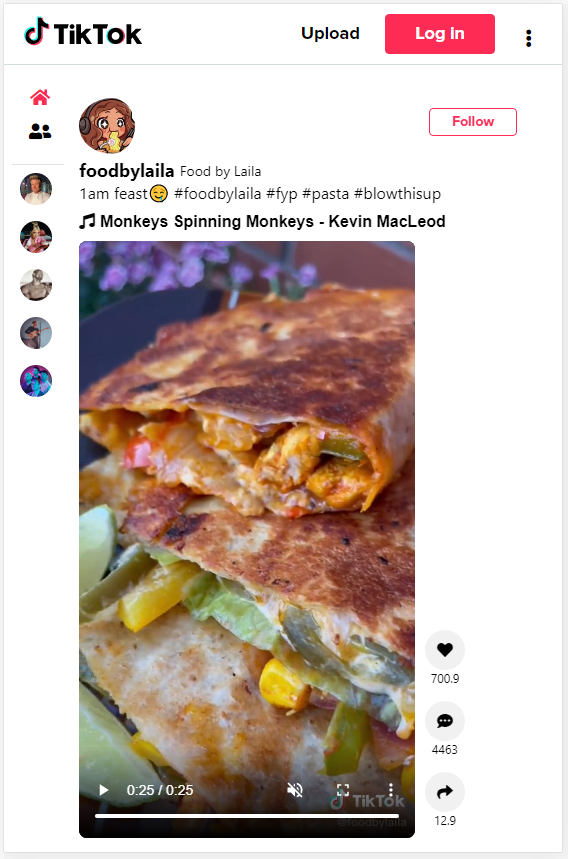 TikTok
Upload
Log In
Follow
foodbylaila Food by Laila
1am feast😊 #foodbylaila #fyp #pasta #blowthisup
Monkeys Spinning Monkeys - Kevin MacLeod
700.9
4463
0:25 / 0:25
TikTok
@foodbylaila
12.9